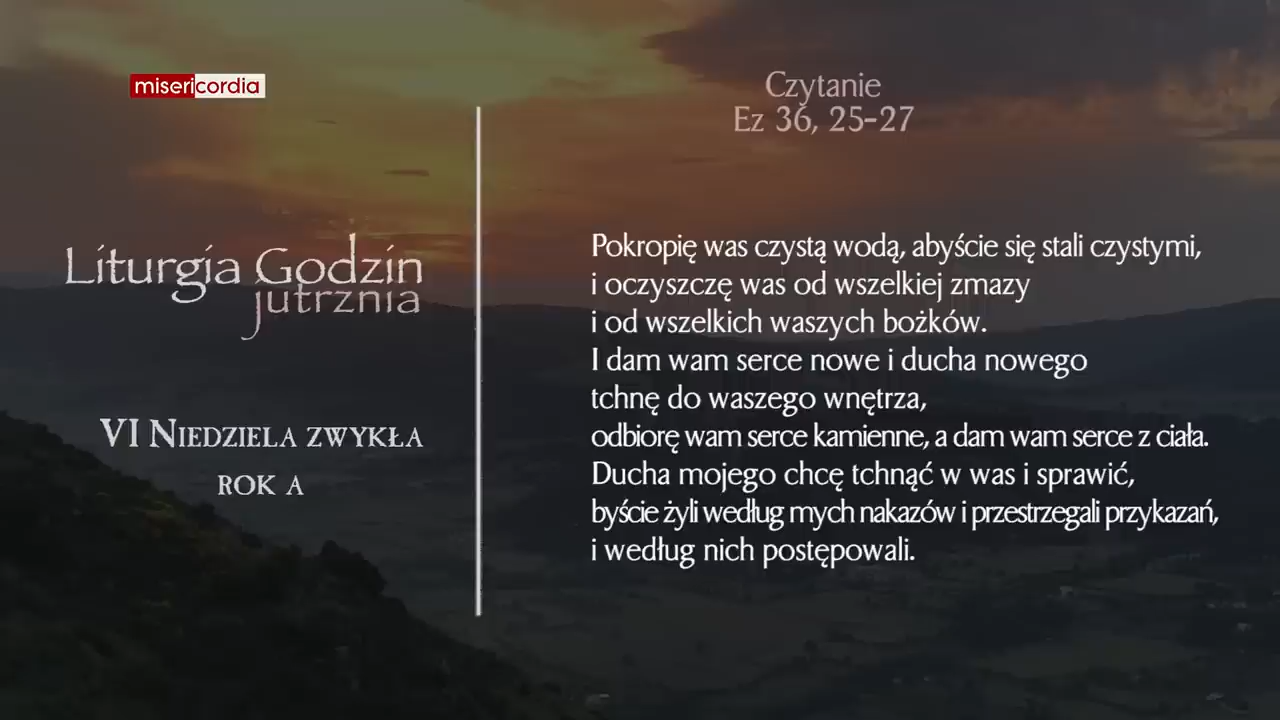 misericordia
Liturgia Godzin
jutrznia
VI Niedziela zwykła
rok A
Czytanie
Ez 36, 25-27
Pokropię was czystą wodą, abyście się stali czystymi,
i oczyszczę was od wszelkiej zmazy
i od wszelkich waszych bożków.
I dam wam serce nowe i ducha nowego
tchnę do waszego wnętrza,
odbiorę wam serce kamienne, a dam wam serce z ciała.
Ducha mojego chcę tchnąć w was i sprawić,
byście żyli według mych nakazów i przestrzegali przykazań,
i według nich postępowali.